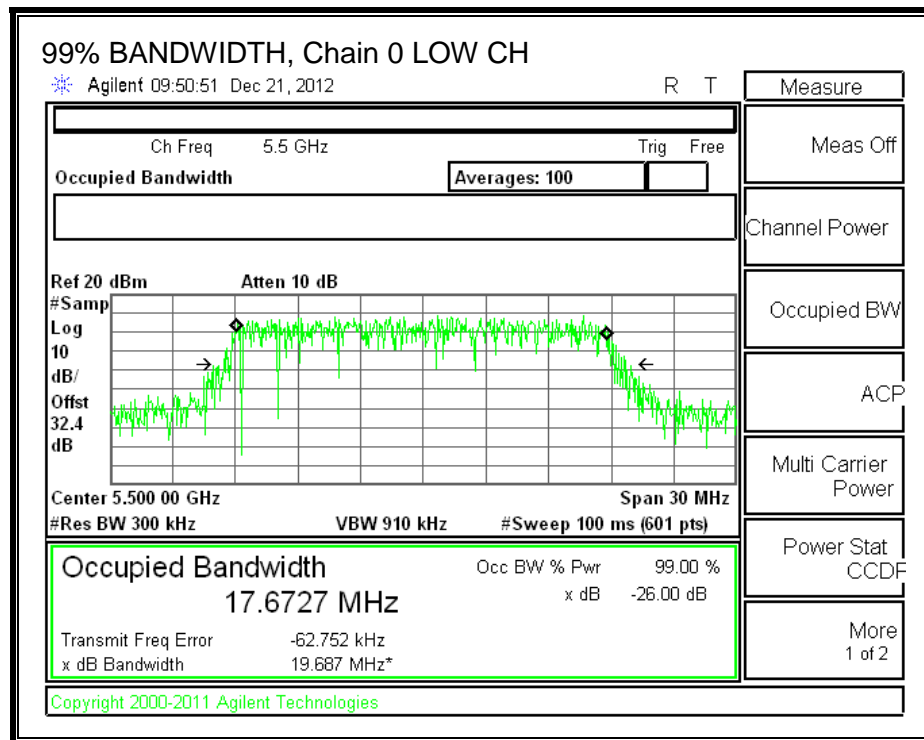 99% BANDWIDTH, Chain 0 LOW CH
Agilent 09:50:51 Dec 21, 2012 R T
Ch Freq 5.5 GHz Trig Free
Occupied Bandwidth Averages: 100
Ref 20 dBm Atten 10 dB
#Samp
Log
10
dB/
Offst
32.4
dB
Center 5.500 00 GHz Span 30 MHz
#Res BW 300 kHz VBW 910 kHz #Sweep 100 ms (601 pts)
Occupied Bandwidth Occ BW % Pwr 99.00 %
17.6727 MHz x dB -26.00 dB
Transmit Freq Error -62.752 kHz
x dB Bandwidth 19.687 MHz*
Copyright 2000-2011 Agilent Technologies
Measure
Meas Off
Channel Power
Occupied BW
ACP
Multi Carrier
Power
Power Stat
CCDF
More
1 of 2